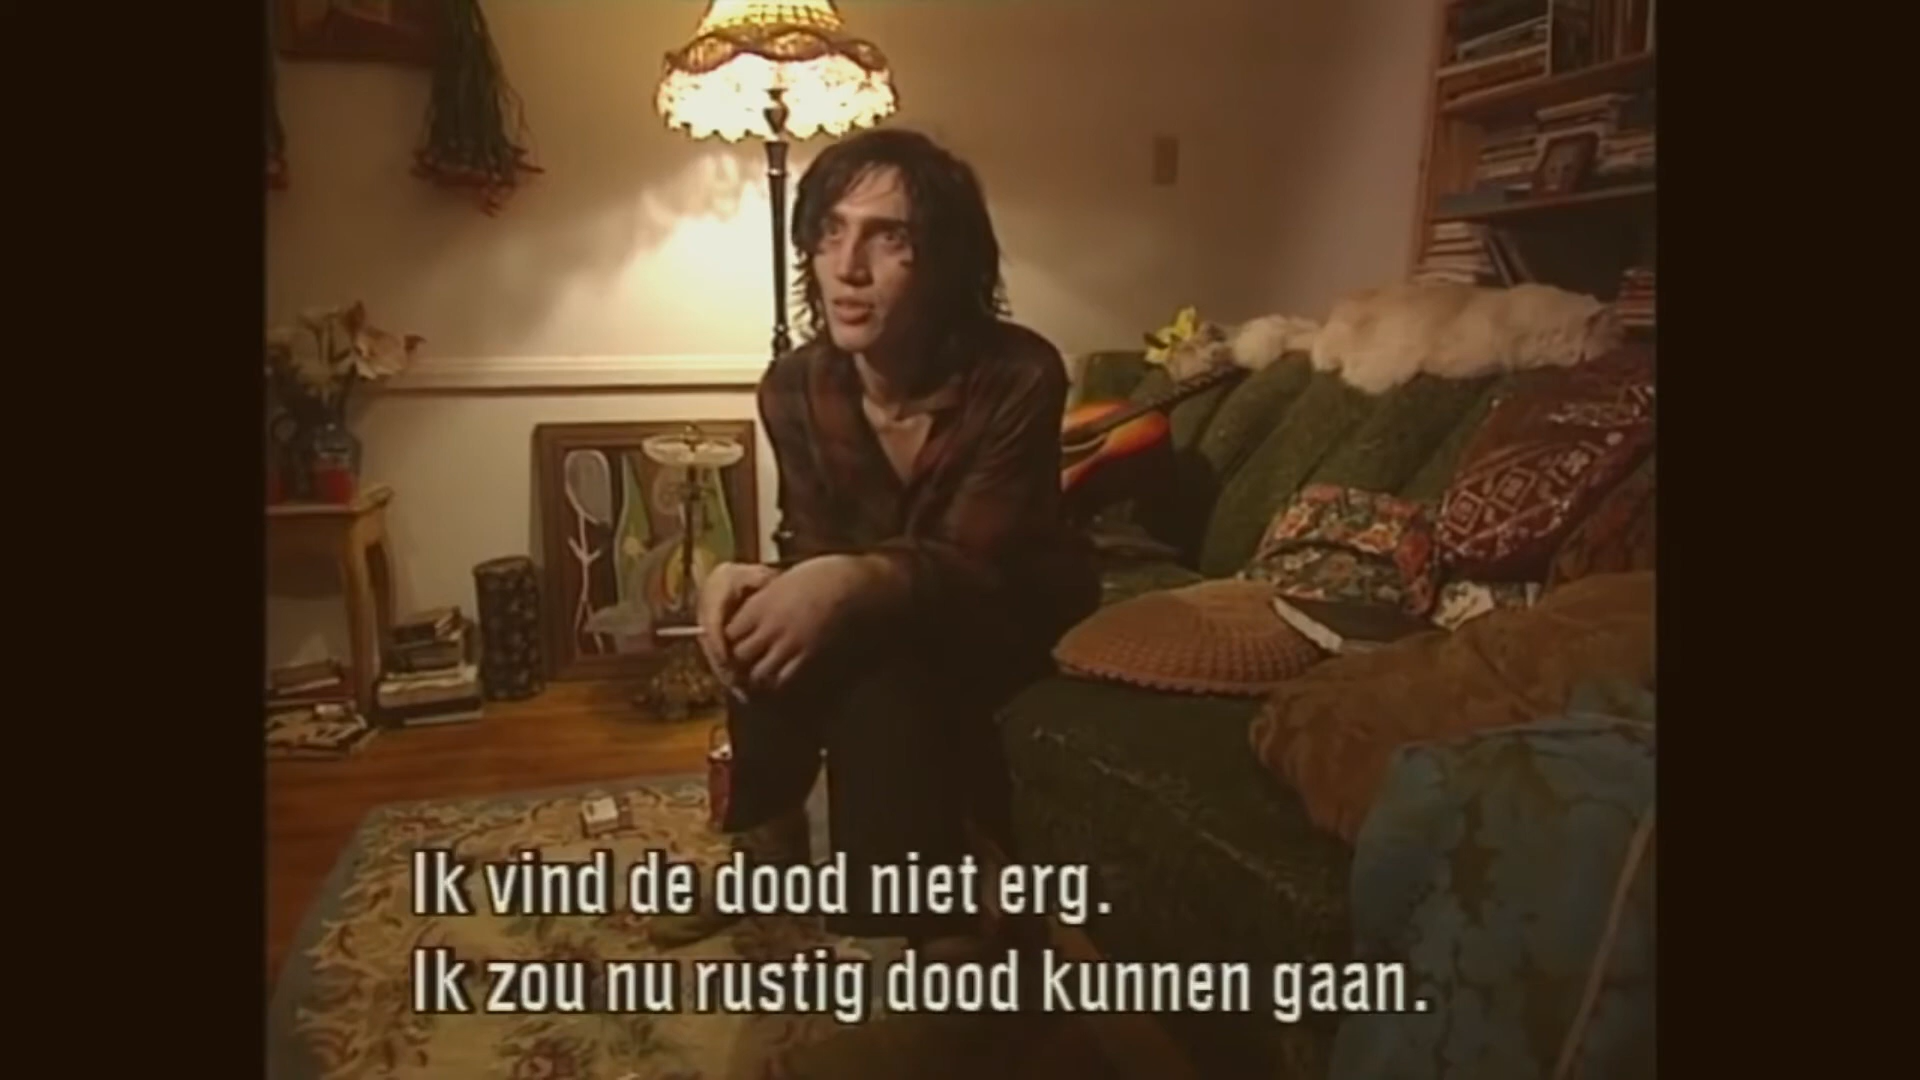 Ik vind de dood niet erg.
Ik zou nu rustig dood kunnen gaan.